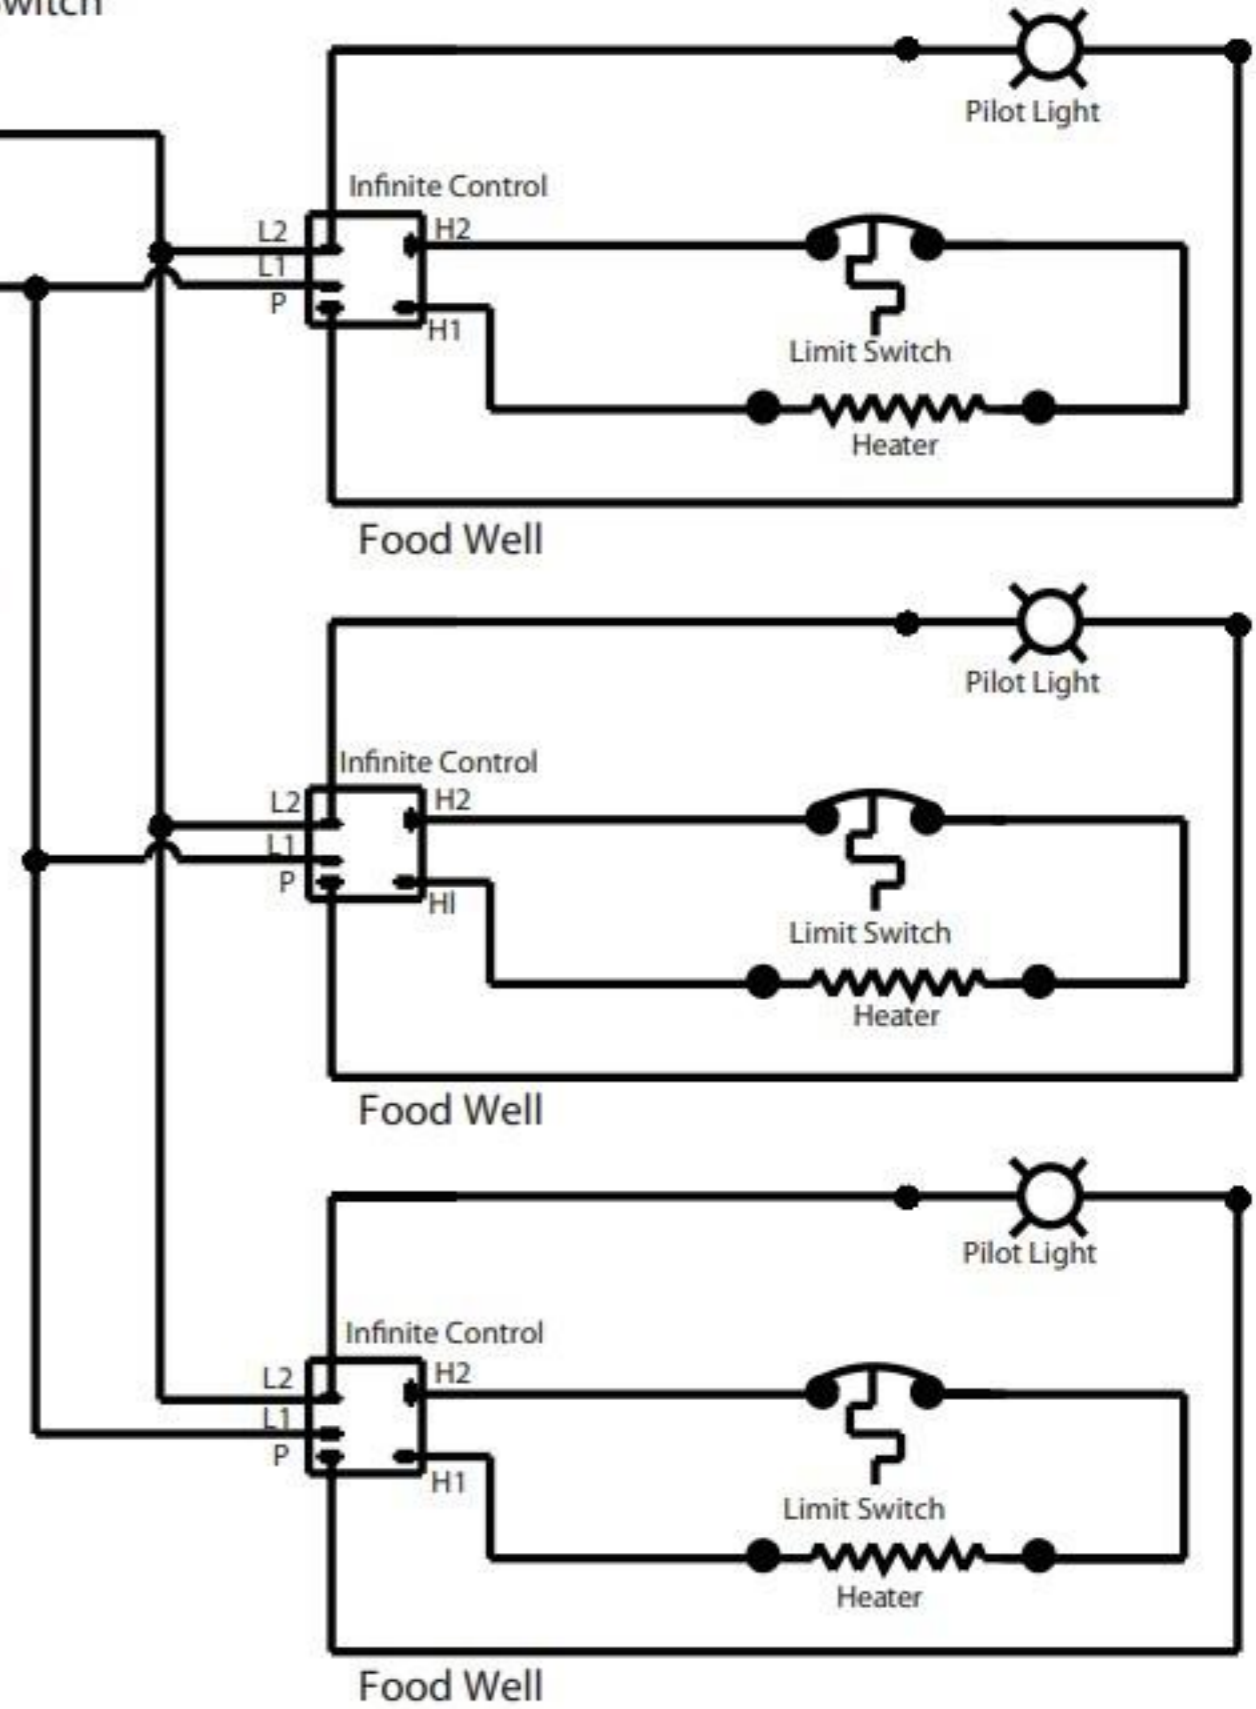 Pilot Light
Infinite Control
L2
H2
L1
P
H1
Limit Switch
Heater
Food Well
Pilot Light
Infinite Control
L2
H2
L1
P
Hl
Limit Switch
Heater
Food Well
Pilot Light
Infinite Control
L2
H2
L1
P
H1
Limit Switch
Heater
Food Well